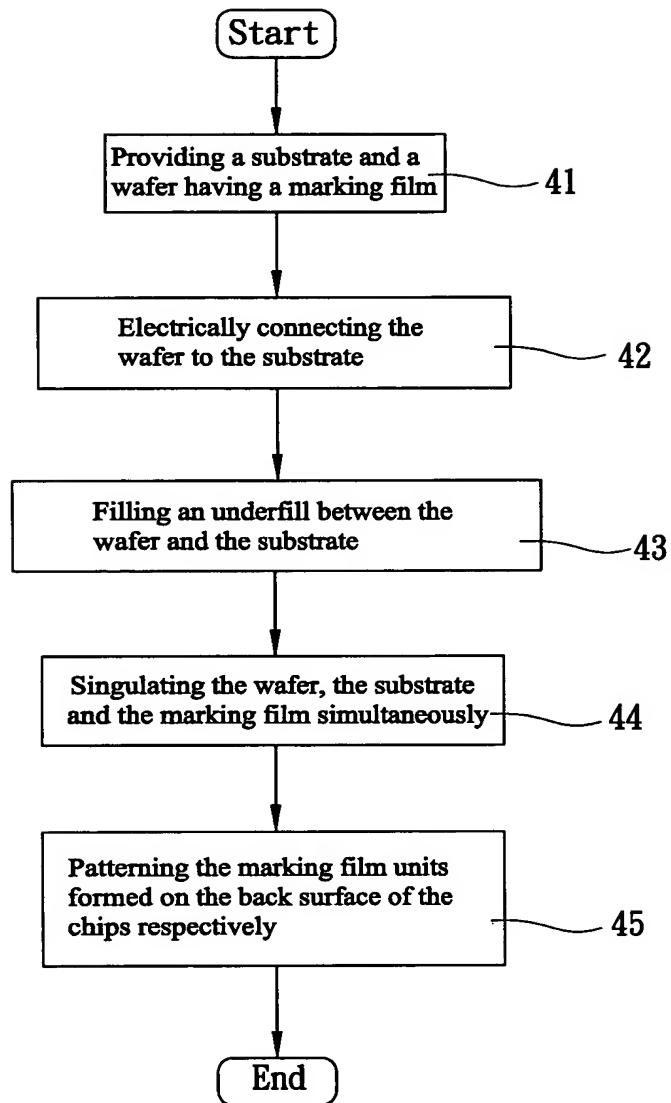 Start
Providing a substrate and a
wafer having a marking film
41
Electrically connecting the
wafer to the substrate
42
Filling an underfill between the
wafer and the substrate
43
Singulating the wafer, the substrate
and the marking film simultaneously
44
Patterning the marking film units
formed on the back surface of the
chips respectively
45
End